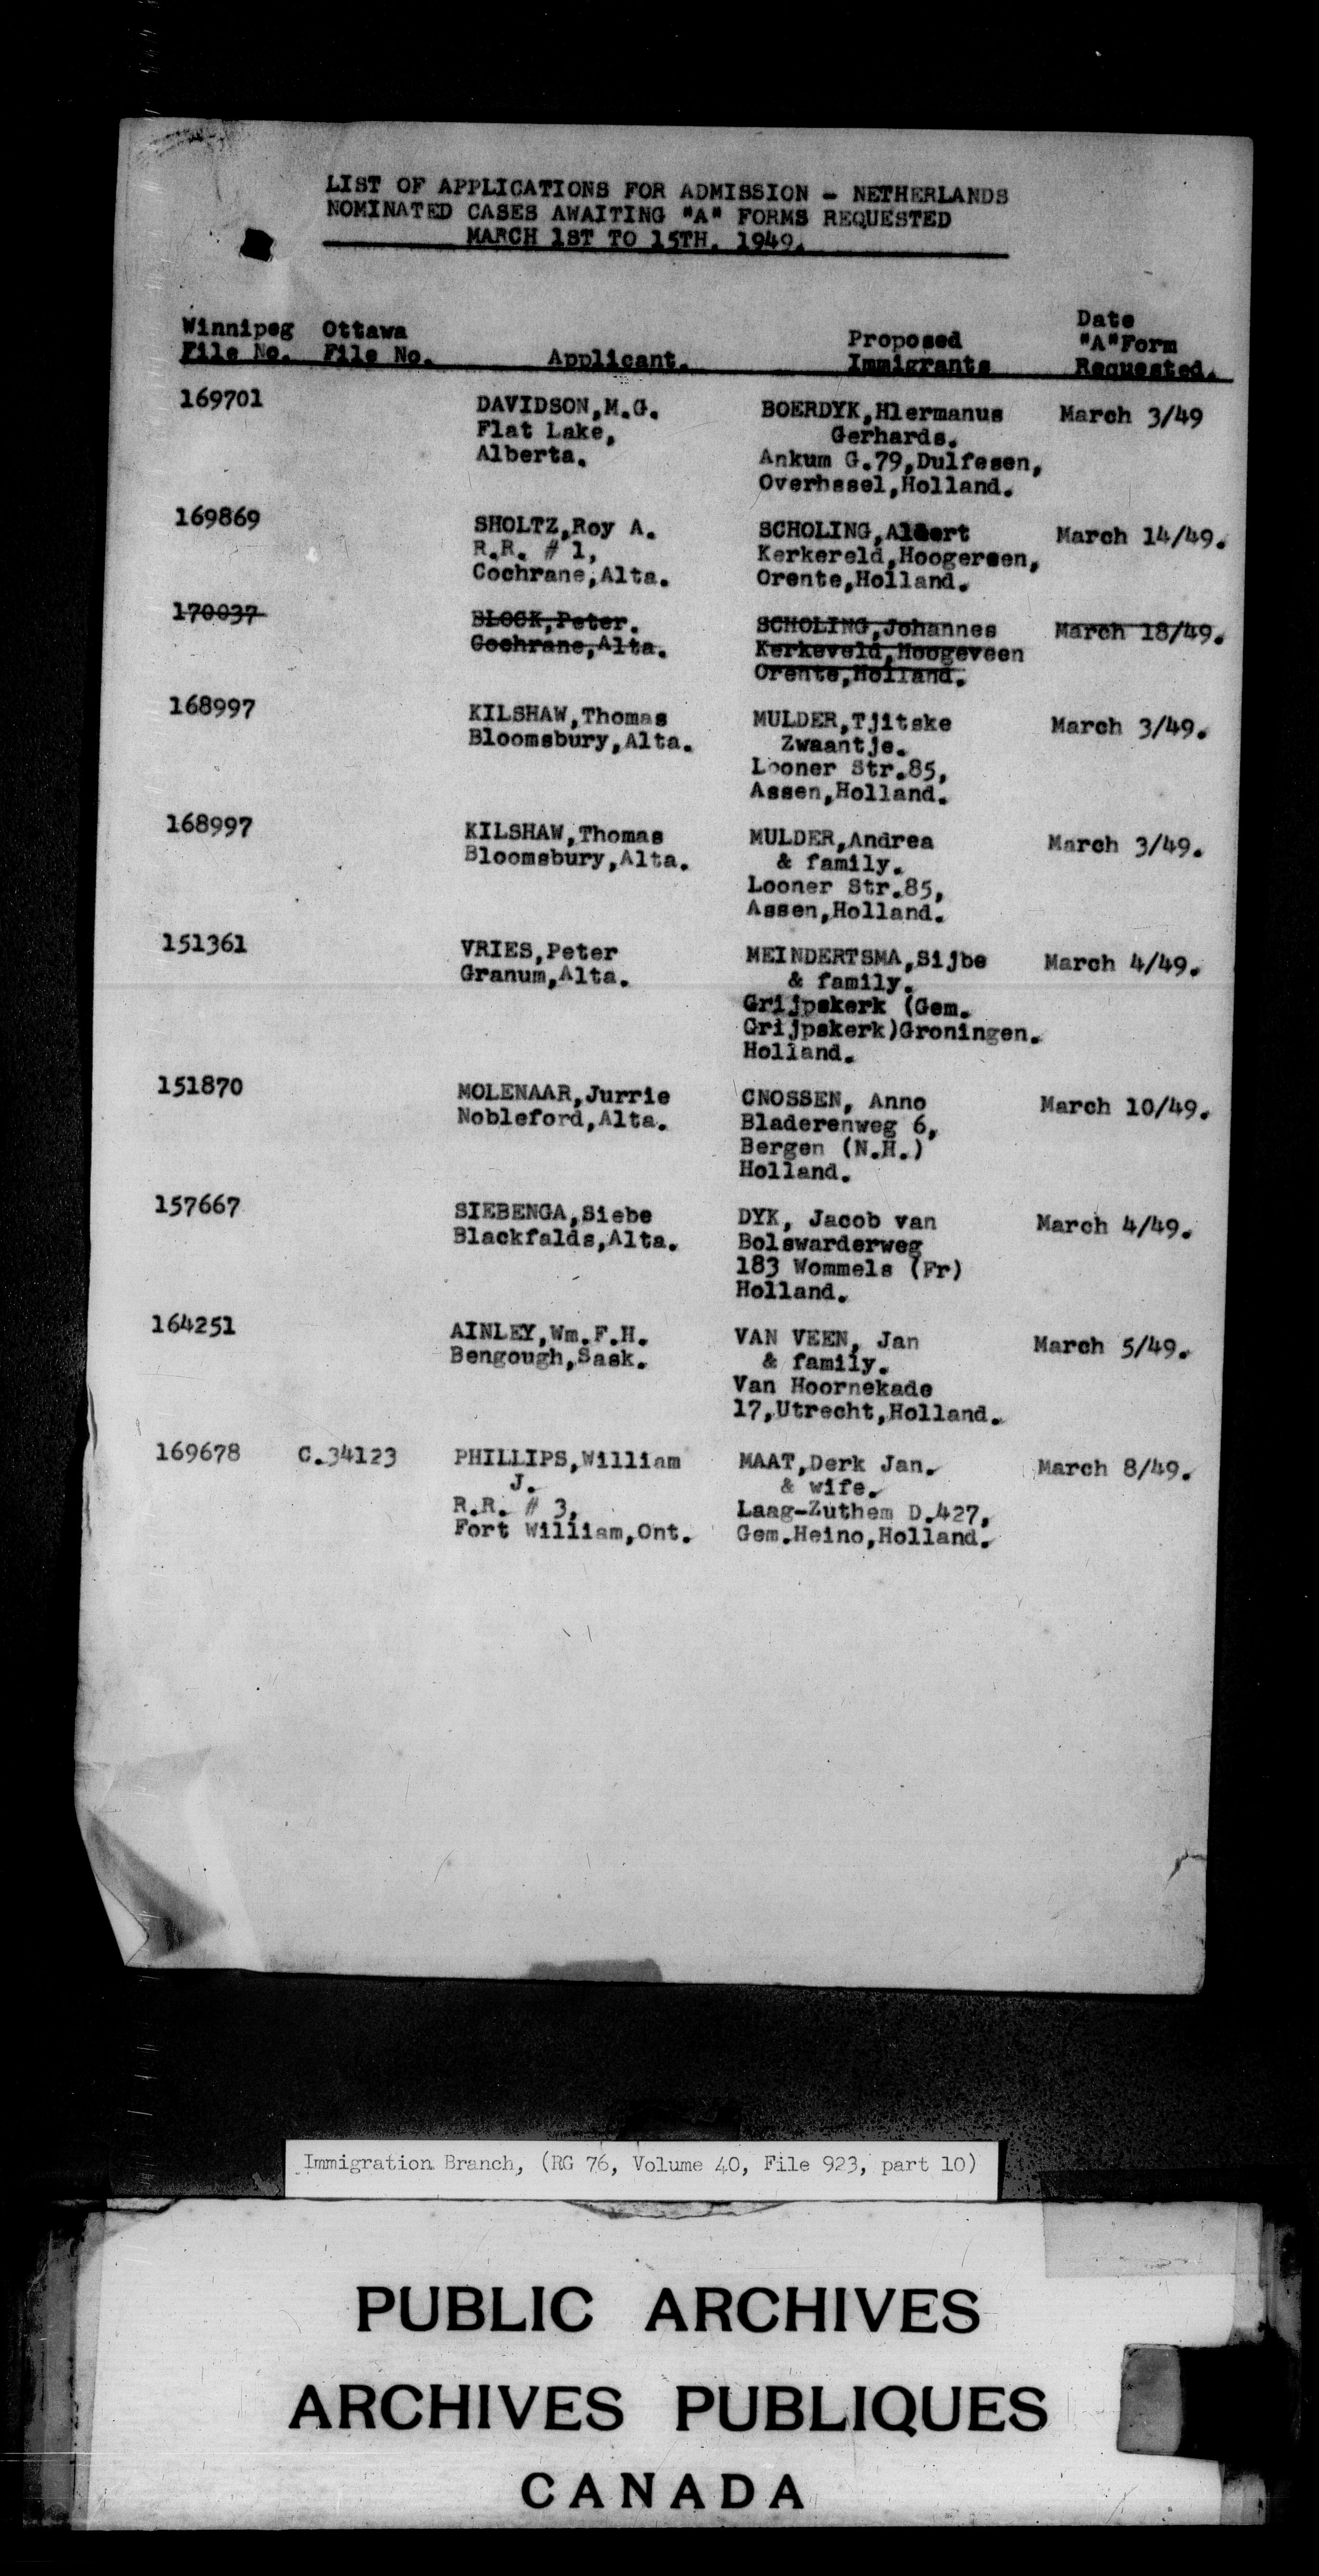 LIST OF APPLICATIONS FOR ADMISSION - NETHERLANDS
NOMINATED CASES AWAITING "A" FORMS REQUESTED
MARCH 1ST TO 15TH. 1949.
Winnipeg File No. Ottawa File No. Applicant. Proposed Immigrants Date "A"Form Requested.
169701 DAVIDSON,M.G. BOERDYK,Hlermanus March 3/49
Flat Lake, Gerhards.
Alberta. Ankum G.79,Dulfesen,
Overhssel,Holland.
169869 SHOLTZ,Roy A. SCHOLING,Albert March 14/49.
R.R. # 1, Kerkereld,Hoogereen,
Cochrane,Alta. Orente,Holland.
170037 BLOCK,Peter. SCHOLING,Johannes March 18/49.
Cochrane,Alta. Kerkeveld,Hoogeveen
Orente,Holland.
168997 KILSHAW,Thomas MULDER,Tjitske March 3/49.
Bloomsbury,Alta. Zwaantje.
Looner Str.85,
Assen,Holland.
168997 KILSHAW,Thomas MULDER,Andrea March 3/49.
Bloomsbury,Alta. & family.
Looner Str.85,
Assen,Holland.
151361 VRIES,Peter MEINDERTSMA,Sijbe March 4/49.
Granum,Alta. & family.
Grijpskerk (Gem.
Grijpskerk)Groningen.
Holland.
151870 MOLENAAR,Jurrie CNOSSEN, Anno March 10/49.
Nobleford,Alta. Bladerenweg 6,
Bergen (N.H.)
Holland.
157667 SIEBENGA,Siebe DYK, Jacob van March 4/49.
Blackfalds,Alta. Bolswarderweg
183 Wommels (Fr)
Holland.
164251 AINLEY,Wm.F.H. VAN VEEN, Jan March 5/49.
Bengough,Sask. & family.
Van Hoornekade
17,Utrecht,Holland.
169678 C.34123 PHILLIPS,William MAAT,Derk Jan. March 8/49.
J. & wife.
R.R. # 3, Laag-Zuthem D.427,
Fort William,Ont. Gem.Heino,Holland.
Immigration Branch, (RG 76, Volume 40, File 923, part 10)
PUBLIC ARCHIVES
ARCHIVES PUBLIQUES
CANADA